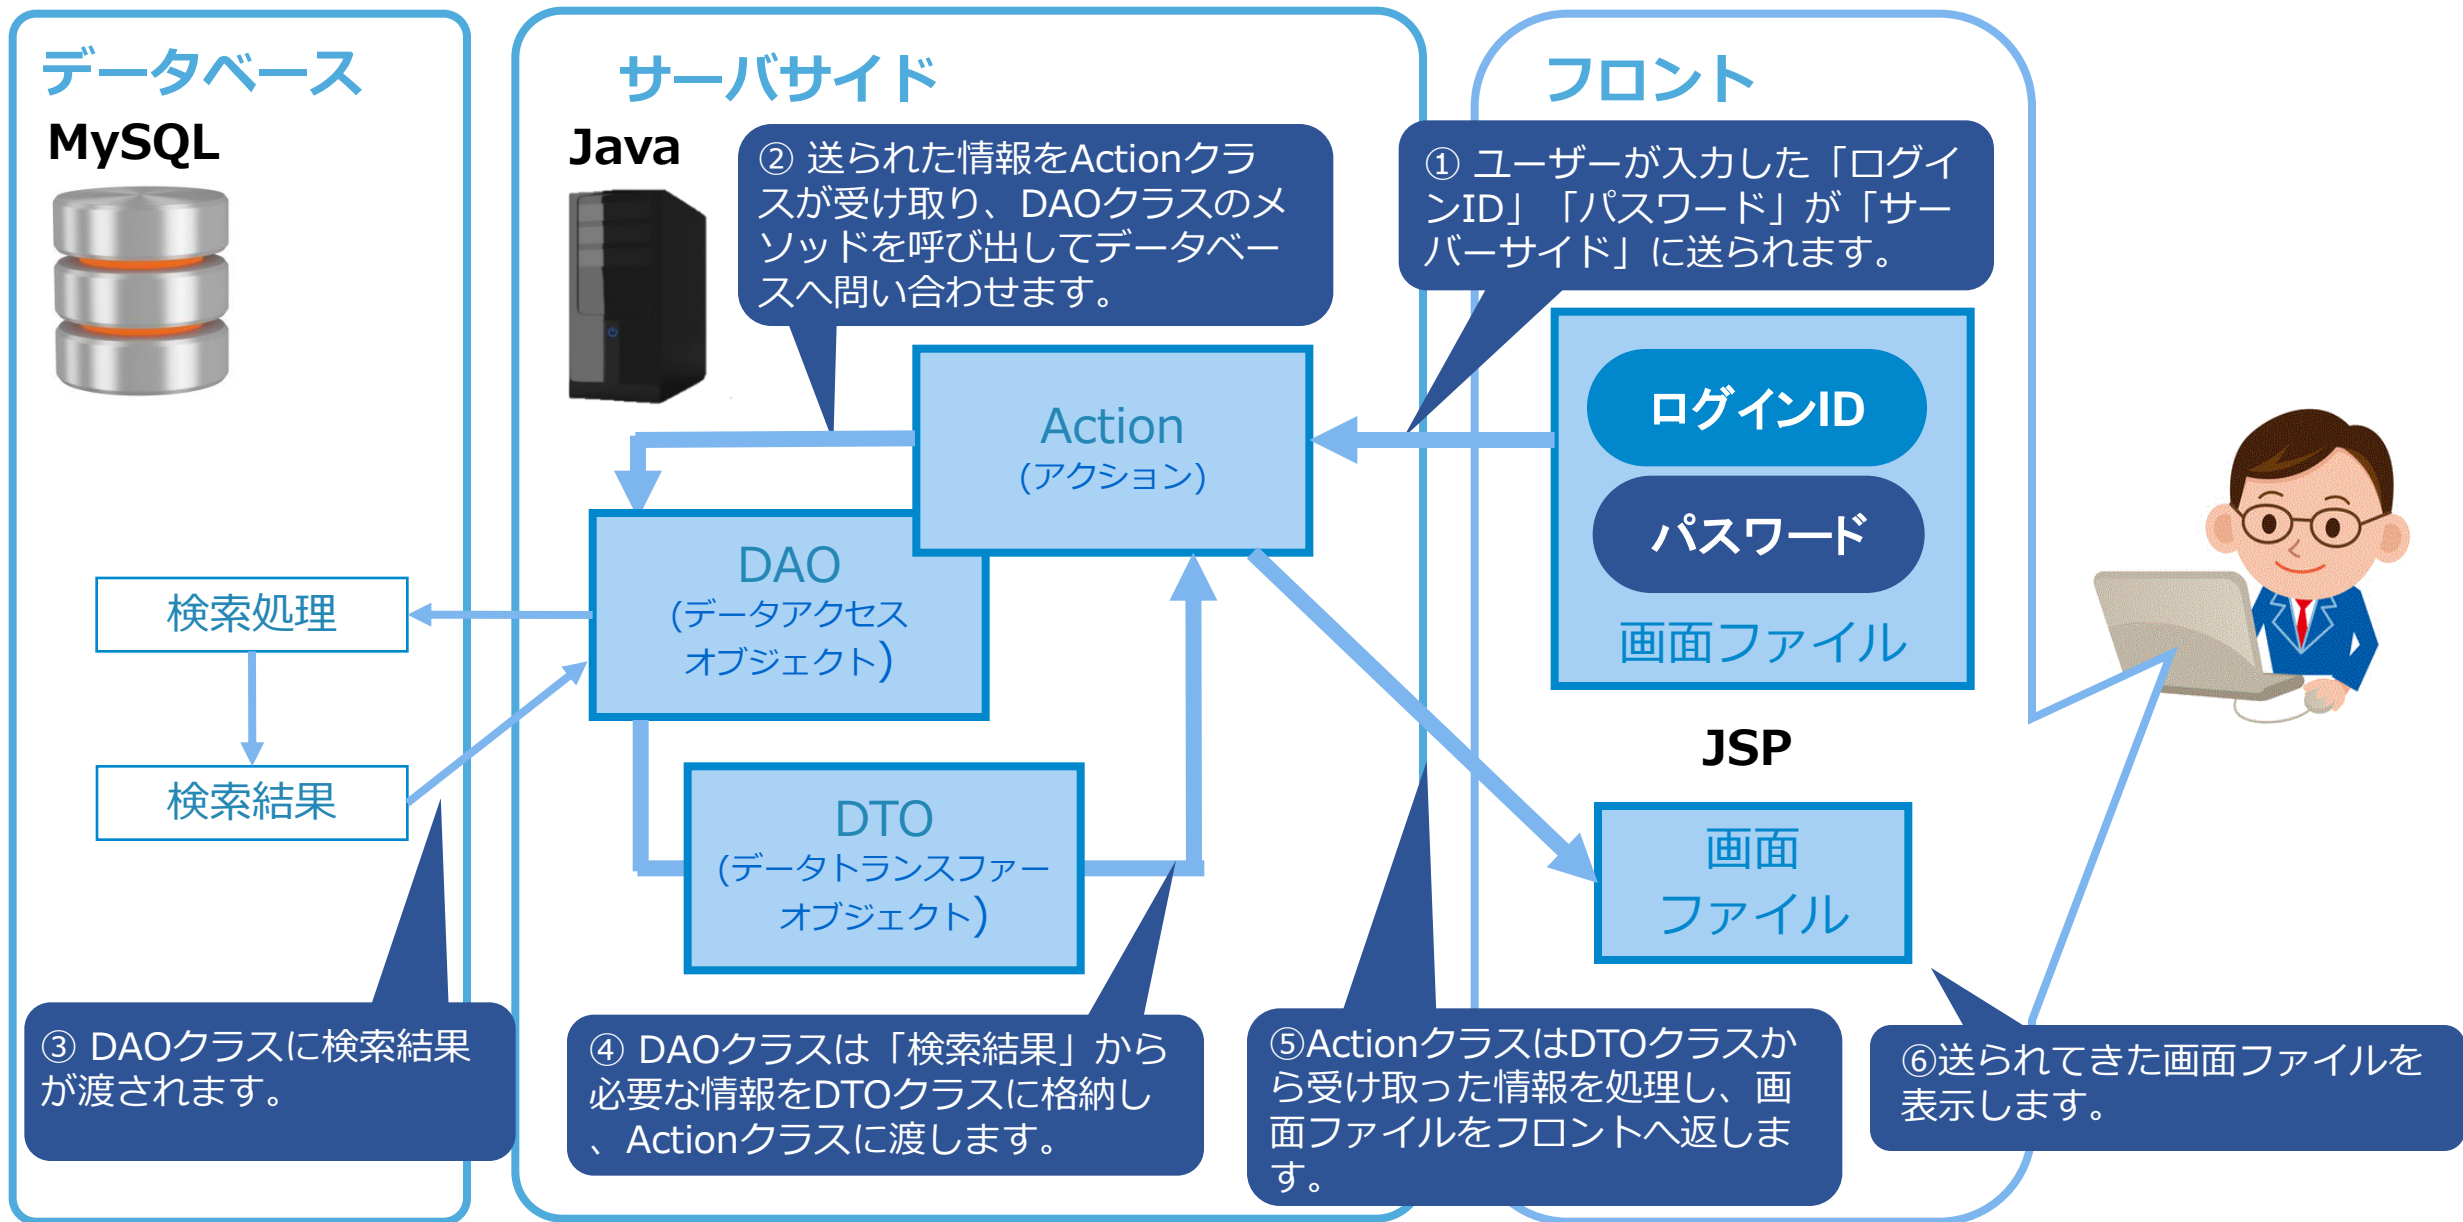 データベース
MySQL
検索処理
検索結果
③ DAOクラスに検索結果
が渡されます。
サーバサイド
Java
② 送られた情報をActionクラ
スが受け取り、DAOクラスのメ
ソッドを呼び出してデータベー
スへ問い合わせます。
Action
(アクション)
DAO
(データアクセス
オブジェクト)
DTO
(データトランスファー
オブジェクト)
④ DAOクラスは「検索結果」から
必要な情報をDTOクラスに格納し
、Actionクラスに渡します。
フロント
① ユーザーが入力した「ログイ
ンID」「パスワード」が「サー
バーサイド」に送られます。
ログインID
パスワード
画面ファイル
JSP
画面
ファイル
⑤ActionクラスはDTOクラスか
ら受け取った情報を処理し、画
面ファイルをフロントへ返しま
す。
⑥送られてきた画面ファイルを
表示します。